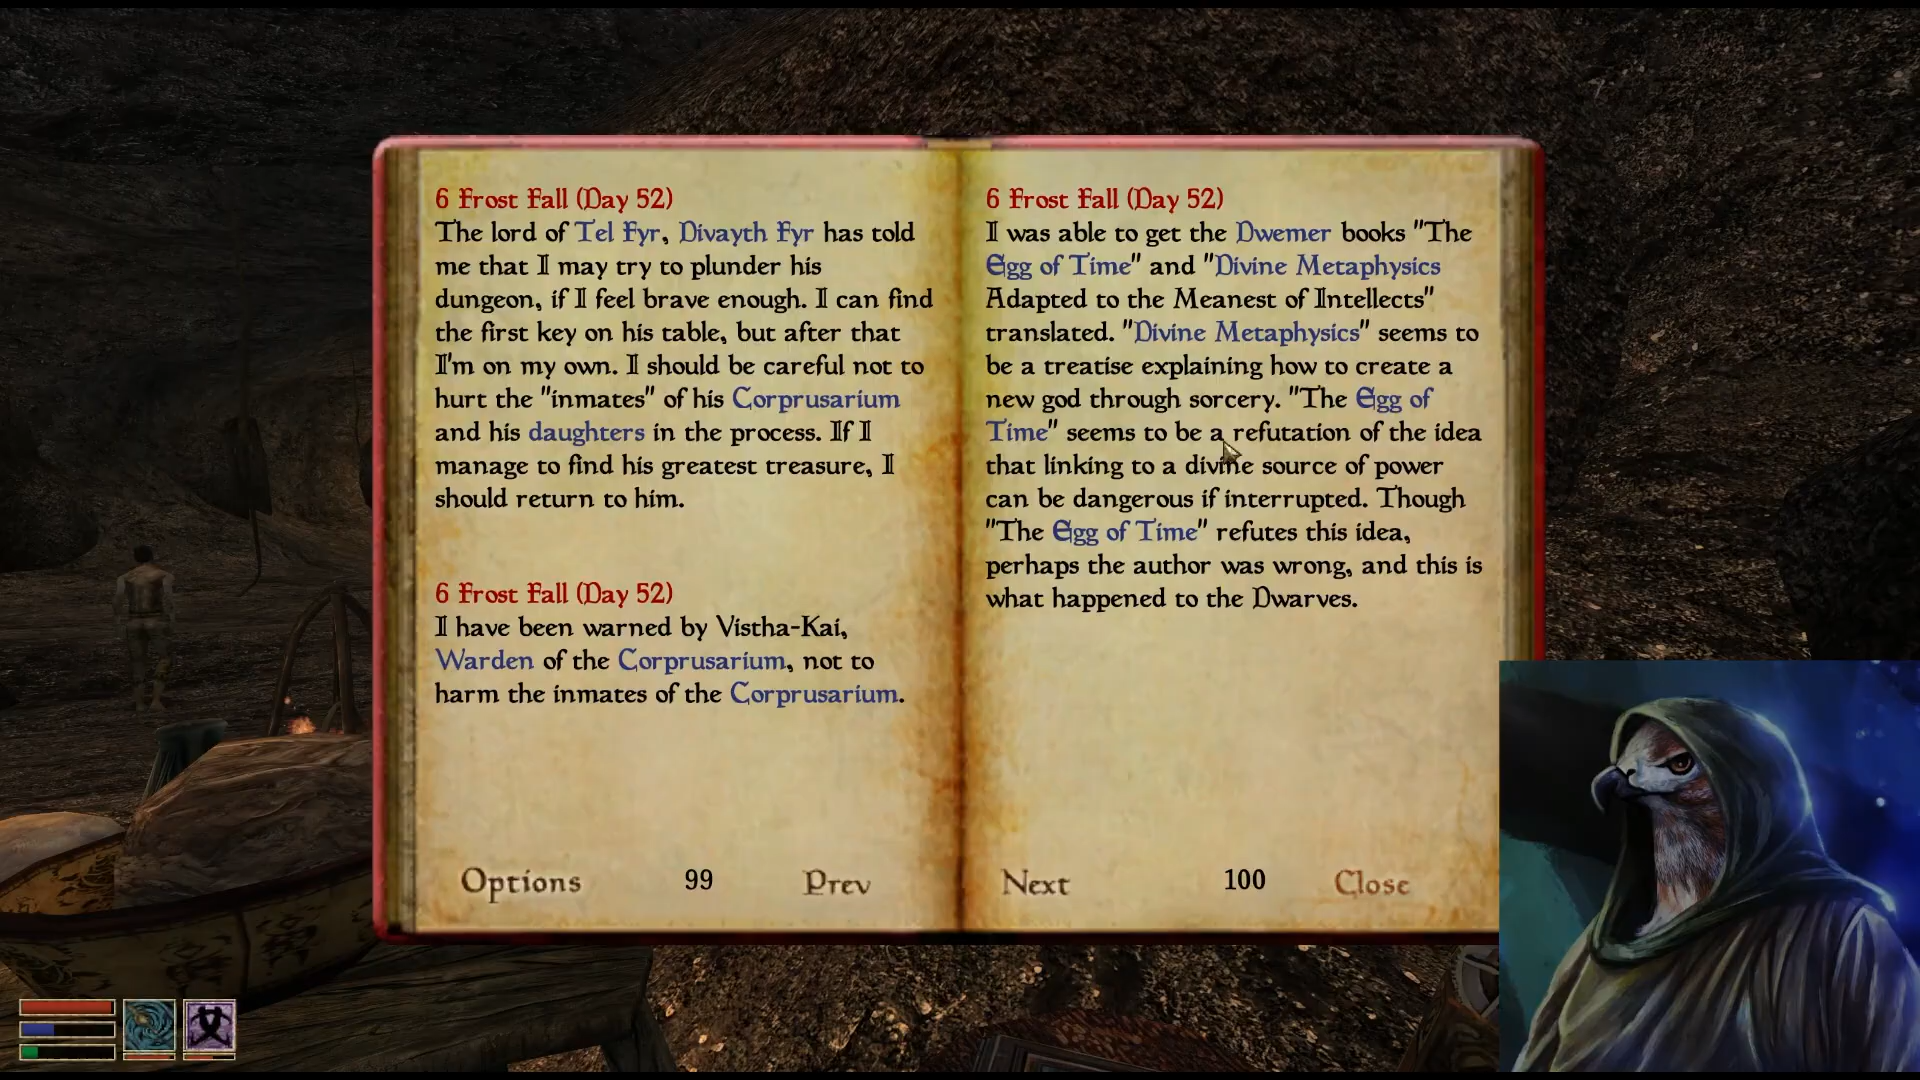 6 Frost Fall (Day 52)
The lord of Tel Fyr, Divayth Fyr has told
me that I may try to plunder his
dungeon, if I feel brave enough. I can find
the first key on his table, but after that
I'm on my own. I should be careful not to
hurt the "inmates" of his Corprusarium
and his daughters in the process. If I
manage to find his greatest treasure, I
should return to him.
6 Frost Fall (Day 52)
I have been warned by Vistha-Kai,
Warden of the Corprusarium, not to
harm the inmates of the Corprusarium.
6 Frost Fall (Day 52)
I was able to get the Dwemer books "The
Egg of Time" and "Divine Metaphysics
Adapted to the Meanest of Intellects"
translated. "Divine Metaphysics" seems to
be a treatise explaining how to create a
new god through sorcery. "The Egg of
Time" seems to be a refutation of the idea
that linking to a divine source of power
can be dangerous if interrupted. Though
"The Egg of Time" refutes this idea,
perhaps the author was wrong, and this is
what happened to the Dwarves.
Options 99 Prev Next 100 Close